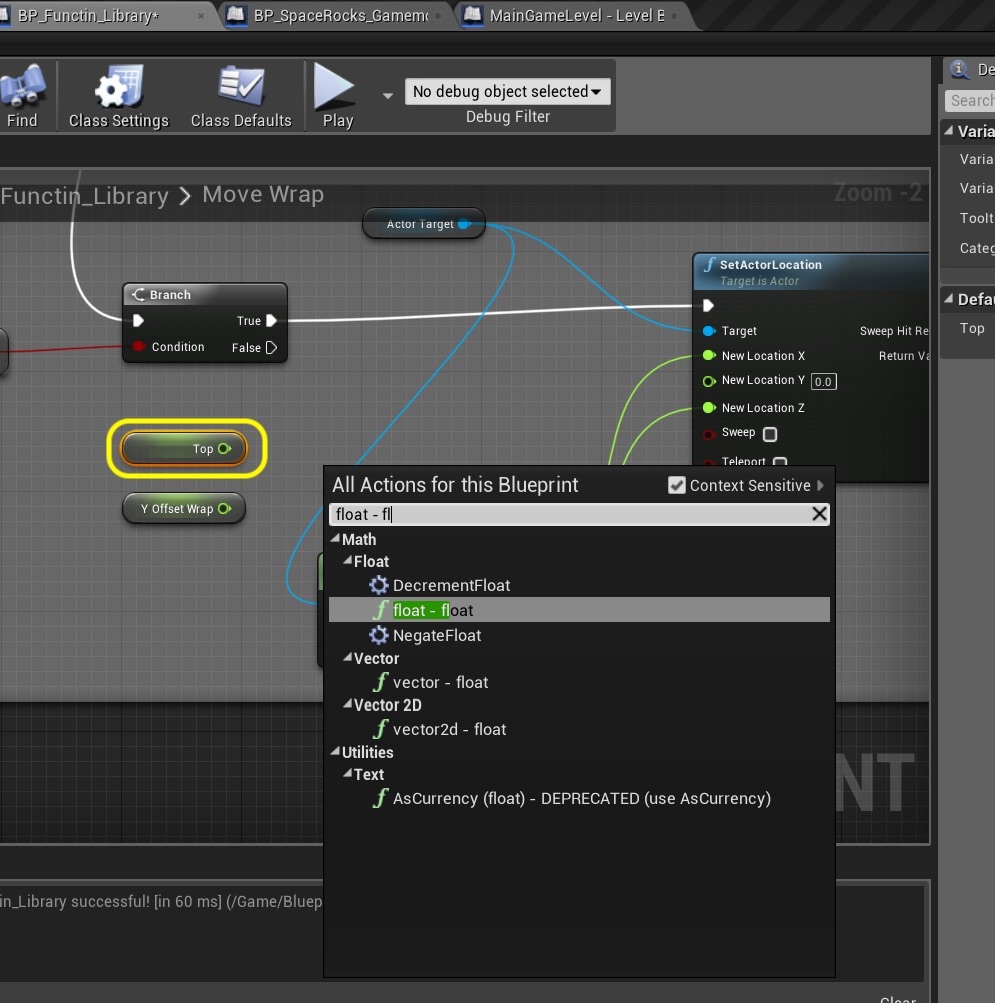 BP_Functin_Library*
BP_SpaceRocks_Gamem
MainGameLevel - Level B
Find
Class Settings
Class Defaults
Play
No debug object selected
Debug Filter
De
Search
Varia
Varia
Varia
Toolt
Categ
Defau
Top
Functin_Library > Move Wrap
Zoom -2
Actor Target
SetActorLocation
Target is Actor
Target
Sweep Hit Re
New Location X
Return Va
New Location Y 0.0
New Location Z
Sweep
Teleport
Branch
True
Condition
False
Top
Y Offset Wrap
All Actions for this Blueprint
Context Sensitive
float - fl
Math
Float
DecrementFloat
float - float
NegateFloat
Vector
vector - float
Vector 2D
vector2d - float
Utilities
Text
AsCurrency (float) - DEPRECATED (use AsCurrency)
NT
in_Library successful! [in 60 ms] (/Game/Bluep
Clear